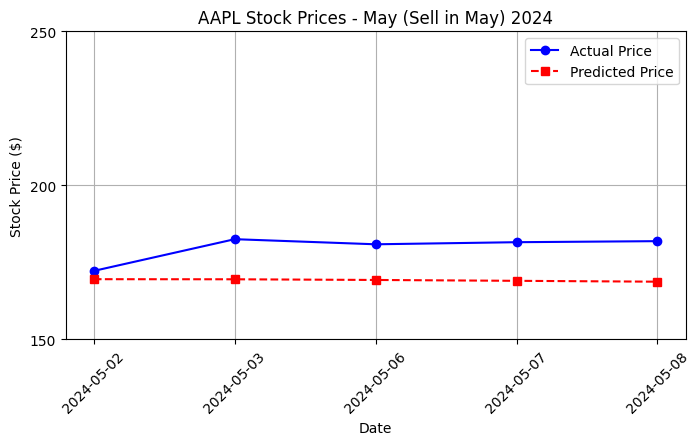 AAPL Stock Prices - May (Sell in May) 2024
Actual Price
Predicted Price
Stock Price ($)
250
200
150
2024-05-02
2024-05-03
2024-05-06
2024-05-07
2024-05-08
Date